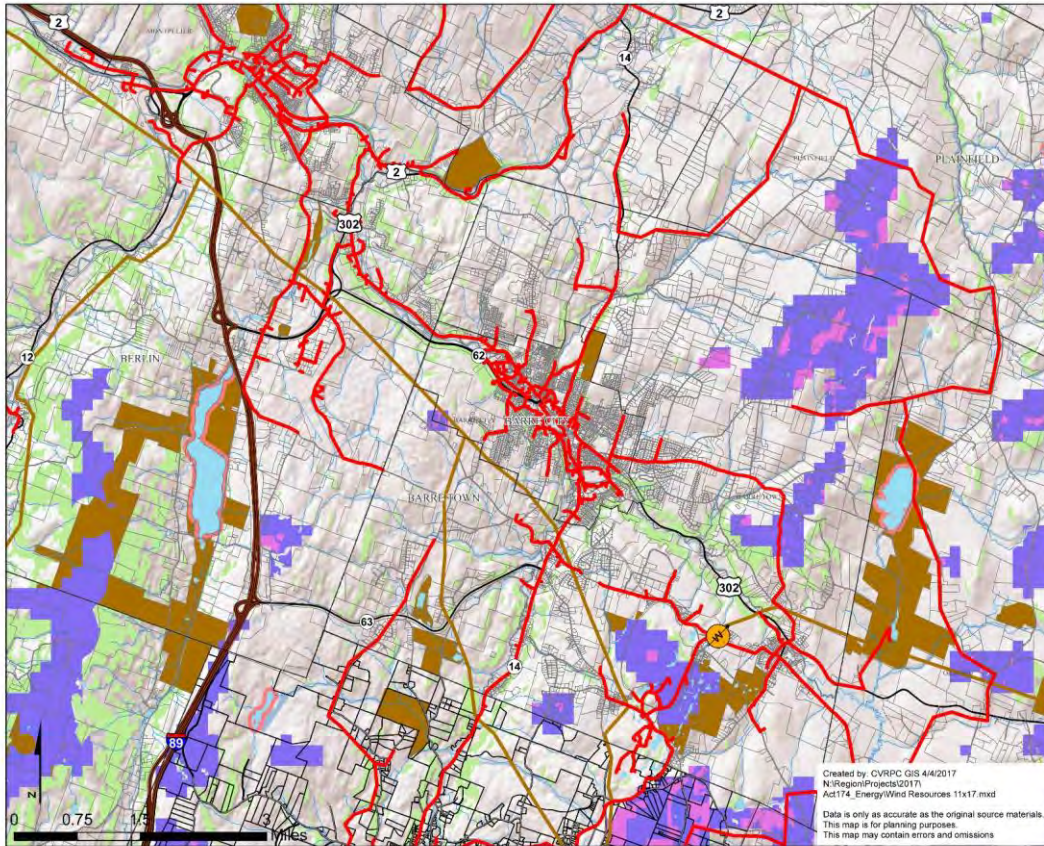 2
2
MONTPELIER
14
PLAINFIELD
PLAINFIELD
2
302
12
BERLIN
62
BARRE CITY
BARRE TOWN
BARRE TOWN
302
63
W
14
89
Z
0 0.75 1.5 3
Miles
Created by: CVRPC GIS 4/4/2017
N:\Region\Projects\2017\
Act174_Energy\Wind Resources 11x17.mxd
Data is only as accurate as the original source materials.
This map is for planning purposes.
This map may contain errors and omissions